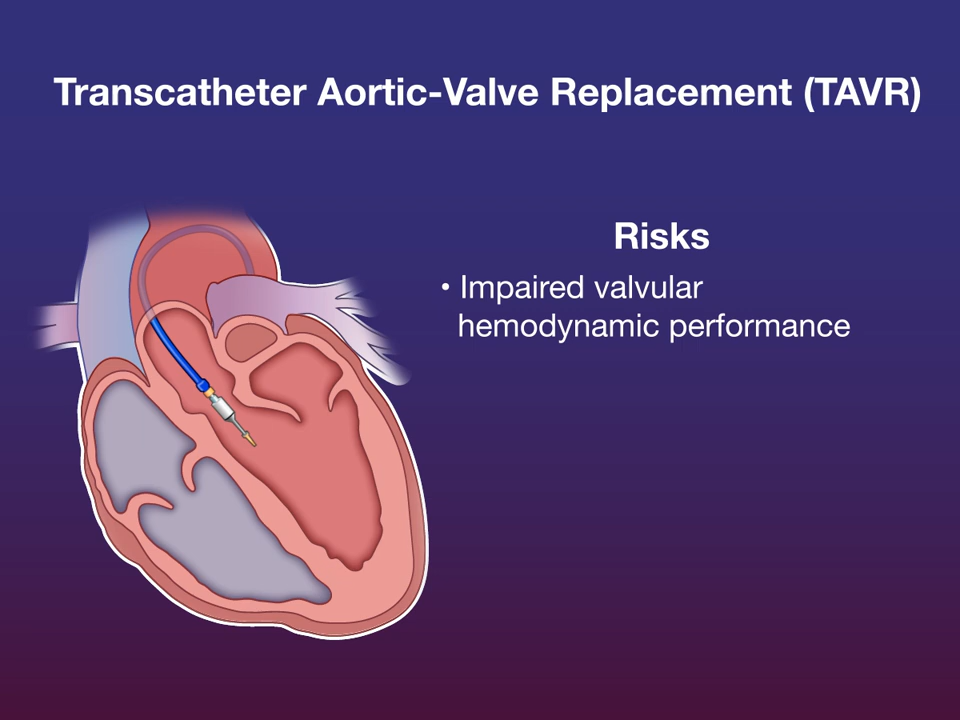 Transcatheter Aortic-Valve Replacement (TAVR)
Risks
• Impaired valvular
hemodynamic performance